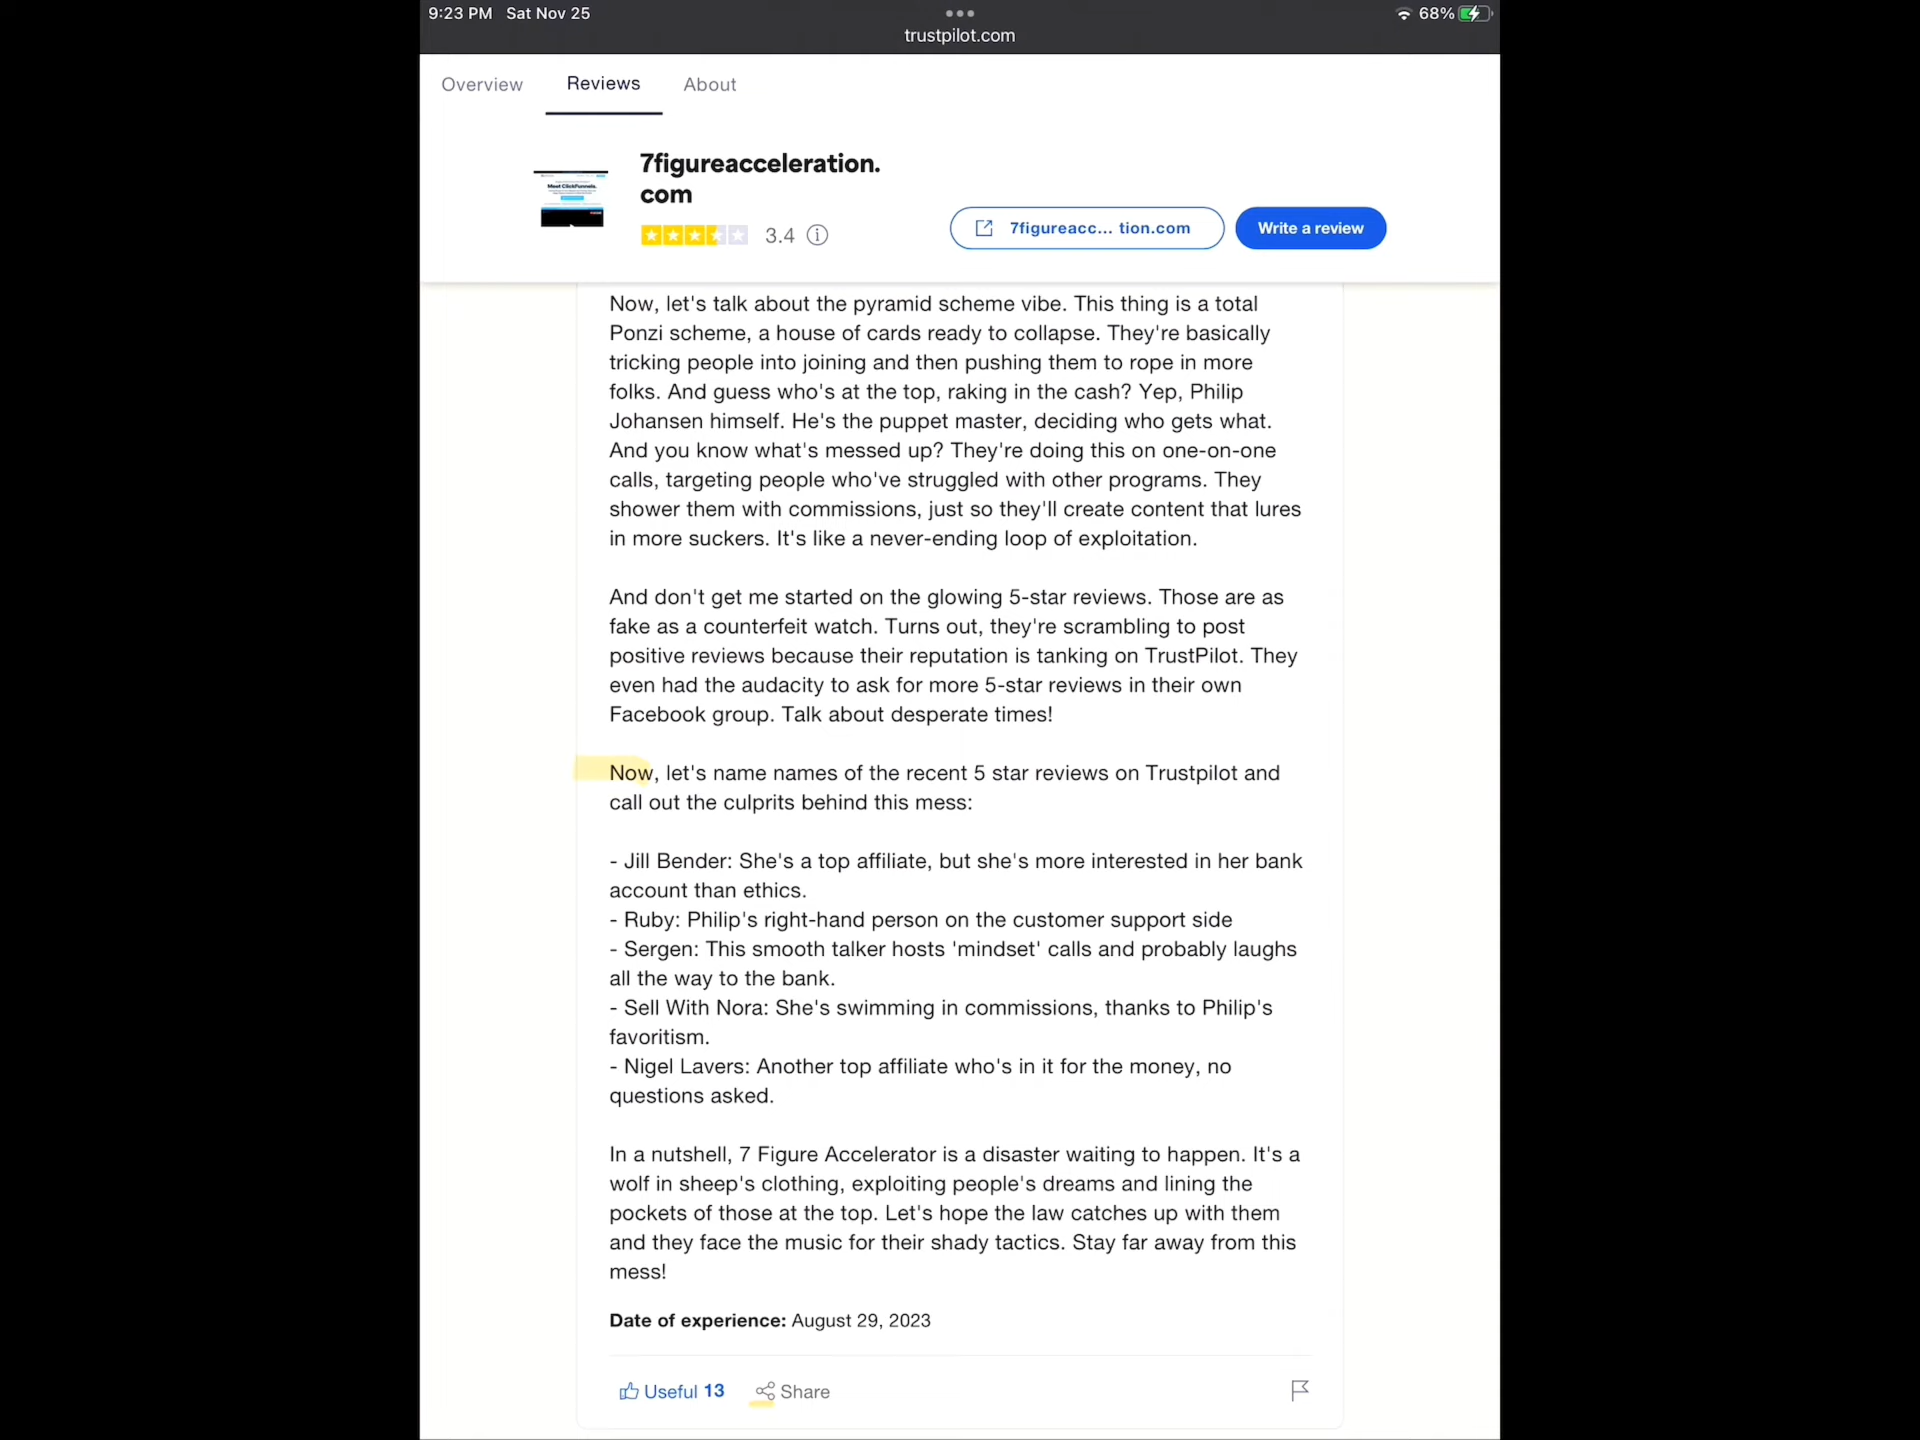 9:23 PM Sat Nov 25
68%
trustpilot.com
Overview
Reviews
About
Meet ClickFunnels.
7figureacceleration.
com
3.4
7figureacc... tion.com
Write a review
Now, let's talk about the pyramid scheme vibe. This thing is a total
Ponzi scheme, a house of cards ready to collapse. They're basically
tricking people into joining and then pushing them to rope in more
folks. And guess who's at the top, raking in the cash? Yep, Philip
Johansen himself. He's the puppet master, deciding who gets what.
And you know what's messed up? They're doing this on one-on-one
calls, targeting people who've struggled with other programs. They
shower them with commissions, just so they'll create content that lures
in more suckers. It's like a never-ending loop of exploitation.
And don't get me started on the glowing 5-star reviews. Those are as
fake as a counterfeit watch. Turns out, they're scrambling to post
positive reviews because their reputation is tanking on TrustPilot. They
even had the audacity to ask for more 5-star reviews in their own
Facebook group. Talk about desperate times!
Now, let's name names of the recent 5 star reviews on Trustpilot and
call out the culprits behind this mess:
- Jill Bender: She's a top affiliate, but she's more interested in her bank
account than ethics.
- Ruby: Philip's right-hand person on the customer support side
- Sergen: This smooth talker hosts 'mindset' calls and probably laughs
all the way to the bank.
- Sell With Nora: She's swimming in commissions, thanks to Philip's
favoritism.
- Nigel Lavers: Another top affiliate who's in it for the money, no
questions asked.
In a nutshell, 7 Figure Accelerator is a disaster waiting to happen. It's a
wolf in sheep's clothing, exploiting people's dreams and lining the
pockets of those at the top. Let's hope the law catches up with them
and they face the music for their shady tactics. Stay far away from this
mess!
Date of experience: August 29, 2023
Useful 13
Share